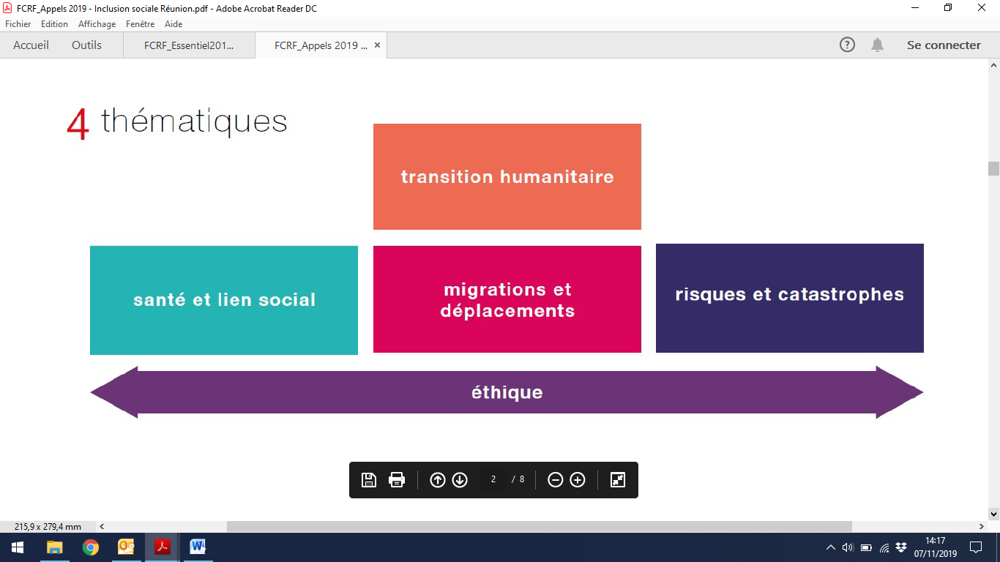 FCRF_Appels 2019 - Inclusion sociale Réunion.pdf - Adobe Acrobat Reader DC
Fichier Edition Affichage Fenêtre Aide
Accueil Outils FCRF_Essentiel201... FCRF_Appels 2019 ... × ? Se connecter
4 thématiques
transition humanitaire
santé et lien social
migrations et
déplacements
risques et catastrophes
éthique
2 / 8
215,9 x 279,4 mm
14:17
07/11/2019